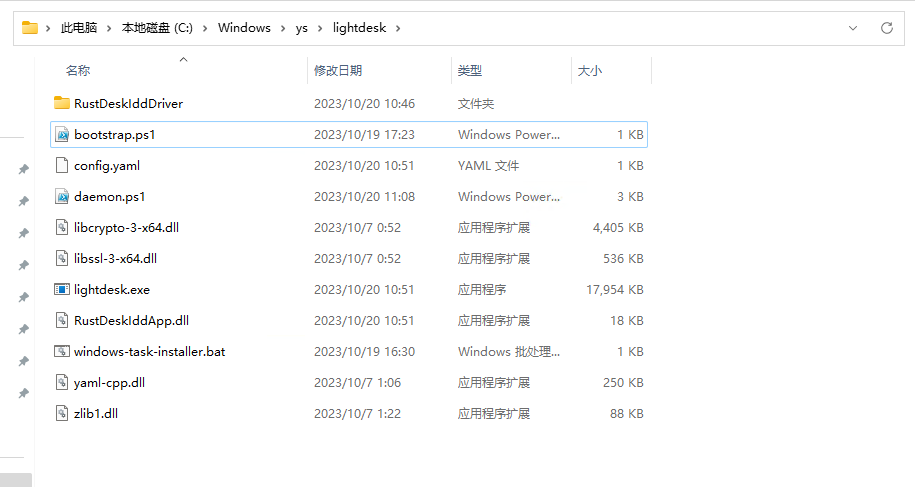 此电脑 › 本地磁盘 (C:) › Windows › ys › lightdesk ›
名称 修改日期 类型 大小
RustDeskIddDriver 2023/10/20 10:46 文件夹
bootstrap.ps1 2023/10/19 17:23 Windows Power... 1 KB
config.yaml 2023/10/20 10:51 YAML 文件 1 KB
daemon.ps1 2023/10/20 11:08 Windows Power... 3 KB
libcrypto-3-x64.dll 2023/10/7 0:52 应用程序扩展 4,405 KB
libssl-3-x64.dll 2023/10/7 0:52 应用程序扩展 536 KB
lightdesk.exe 2023/10/20 10:51 应用程序 17,954 KB
RustDeskIddApp.dll 2023/10/20 10:51 应用程序扩展 18 KB
windows-task-installer.bat 2023/10/19 16:30 Windows 批处理... 1 KB
yaml-cpp.dll 2023/10/7 1:06 应用程序扩展 250 KB
zlib1.dll 2023/10/7 1:22 应用程序扩展 88 KB